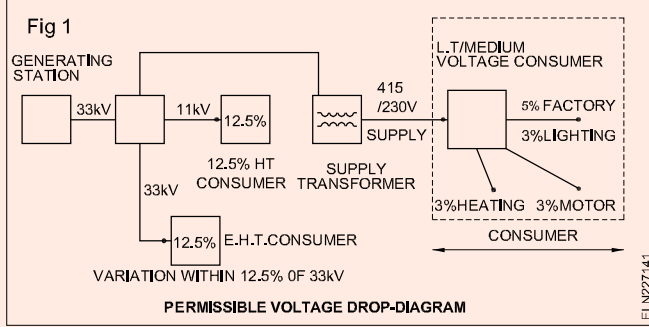 Fig 1
GENERATING
STATION
33kV
11kV
12.5%
12.5% HT
CONSUMER
33kV
12.5%
E.H.T.CONSUMER
VARIATION WITHIN 12.5% 0F 33kV
SUPPLY
TRANSFORMER
415
/230V
SUPPLY
L.T/MEDIUM
VOLTAGE CONSUMER
5% FACTORY
3%LIGHTING
3%HEATING
3%MOTOR
CONSUMER
PERMISSIBLE VOLTAGE DROP-DIAGRAM
ELN227141